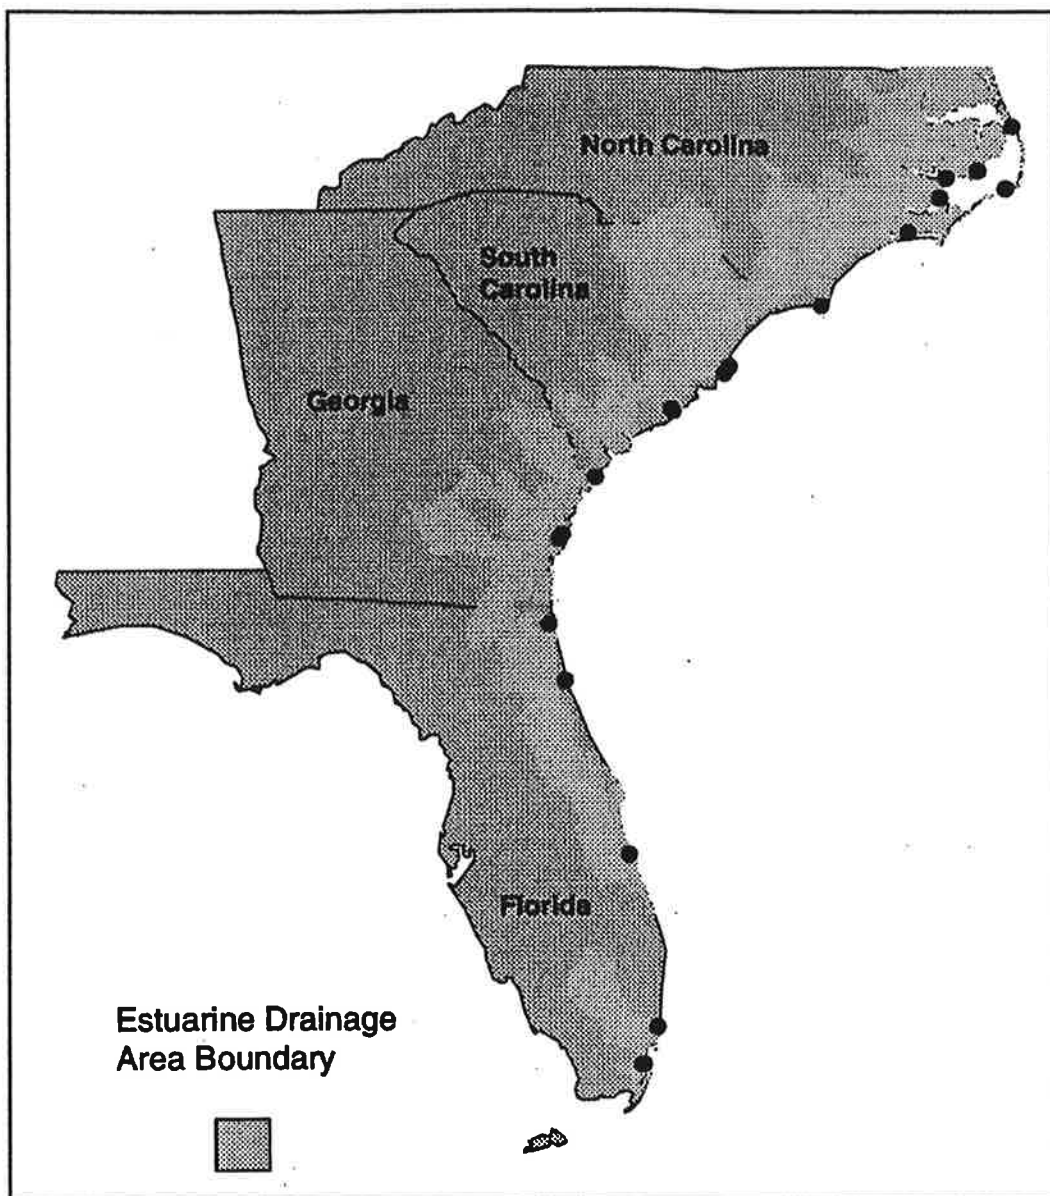 North Carolina
South
Carolina
Georgia
Florida
Estuarine Drainage
Area Boundary